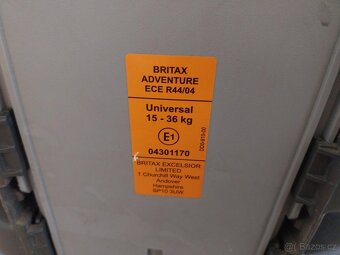 BRITAX
ADVENTURE
ECE R44/04
Universal
15 - 36 kg
E1
04301170
BRITAX EXCELSIOR
LIMITED
1 Churchill Way West
Andover
Hampshire
SP10 3UW
Bazoš.cz